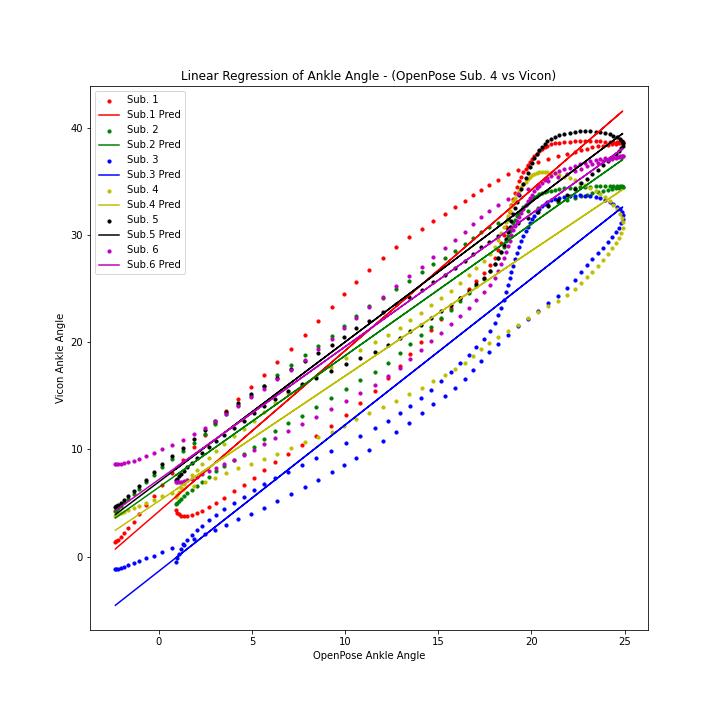 Linear Regression of Ankle Angle - (OpenPose Sub. 4 vs Vicon)
Sub. 1
Sub.1 Pred
Sub. 2
Sub.2 Pred
Sub. 3
Sub.3 Pred
Sub. 4
Sub.4 Pred
Sub. 5
Sub.5 Pred
Sub. 6
Sub.6 Pred
Vicon Ankle Angle
40
30
20
10
0
0 5 10 15 20 25
OpenPose Ankle Angle